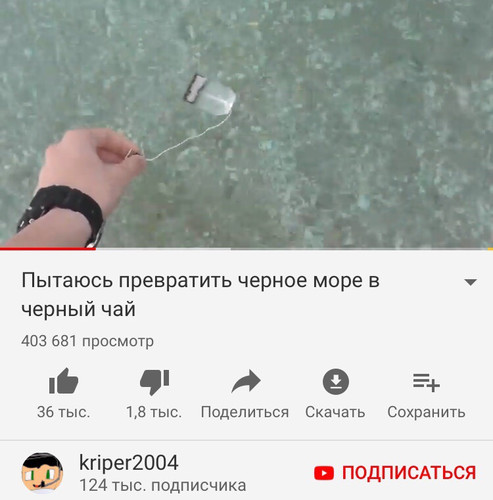 Пытаюсь превратить черное море в
черный чай
403 681 просмотр
36 тыс. 1,8 тыс. Поделиться Скачать Сохранить
kriper2004
124 тыс. подписчика
ПОДПИСАТЬСЯ